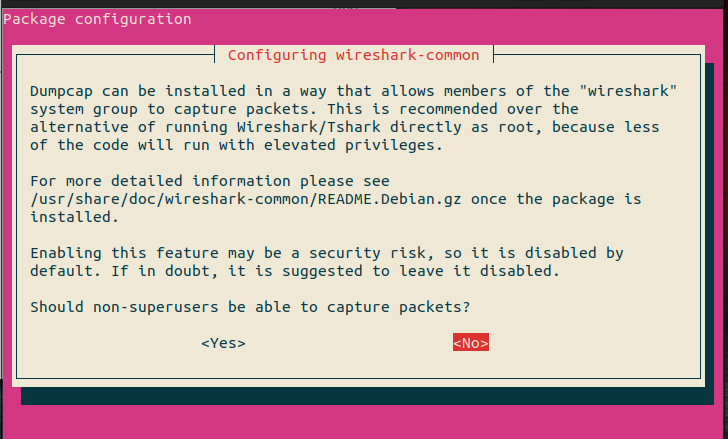 Package configuration
Configuring wireshark-common
Dumpcap can be installed in a way that allows members of the "wireshark"
system group to capture packets. This is recommended over the
alternative of running Wireshark/Tshark directly as root, because less
of the code will run with elevated privileges.
For more detailed information please see
/usr/share/doc/wireshark-common/README.Debian.gz once the package is
installed.
Enabling this feature may be a security risk, so it is disabled by
default. If in doubt, it is suggested to leave it disabled.
Should non-superusers be able to capture packets?
<Yes> <No>